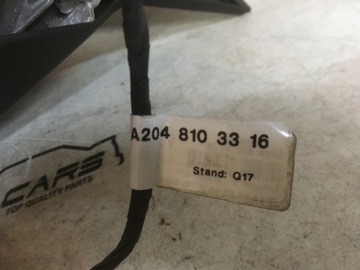 A204 810 33 16
Stand: Q17
CARS
TOP QUALITY PARTS